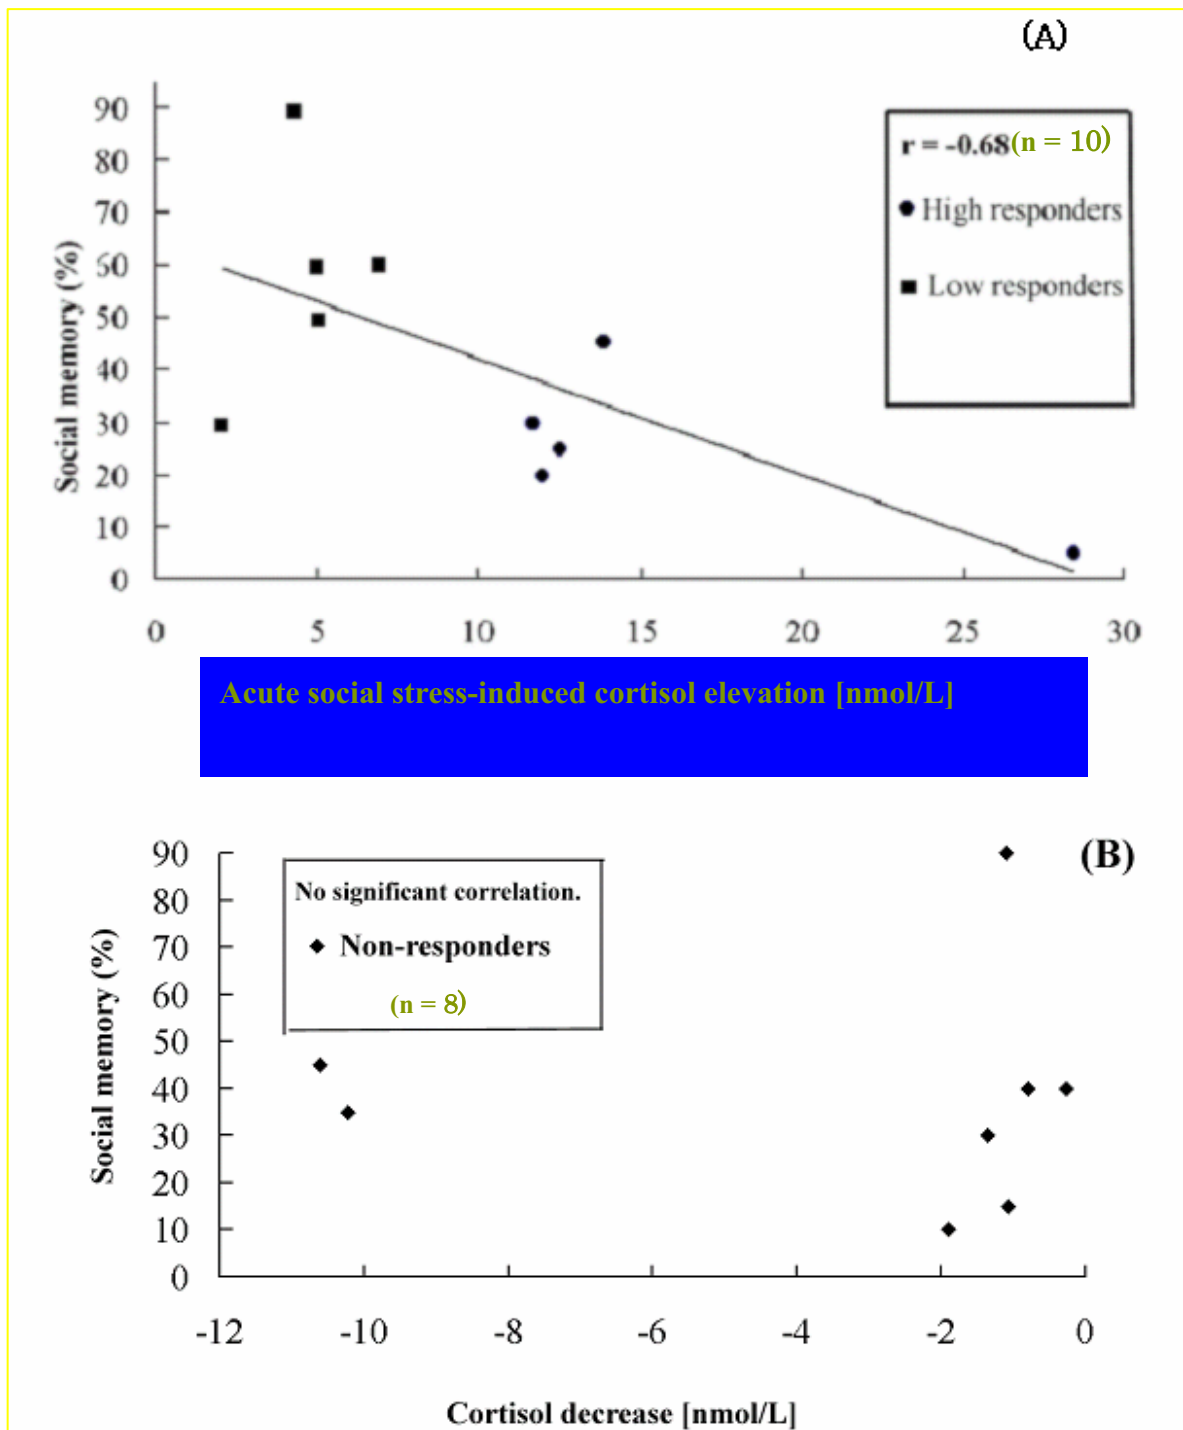 (A)
90
80
70
60
50
40
30
20
10
0
Social memory (%)
r = -0.68(n = 10)
High responders
Low responders
0 5 10 15 20 25 30
Acute social stress-induced cortisol elevation [nmol/L]
(B)
90
80
70
60
50
40
30
20
10
0
Social memory (%)
No significant correlation.
Non-responders
(n = 8)
-12 -10 -8 -6 -4 -2 0
Cortisol decrease [nmol/L]